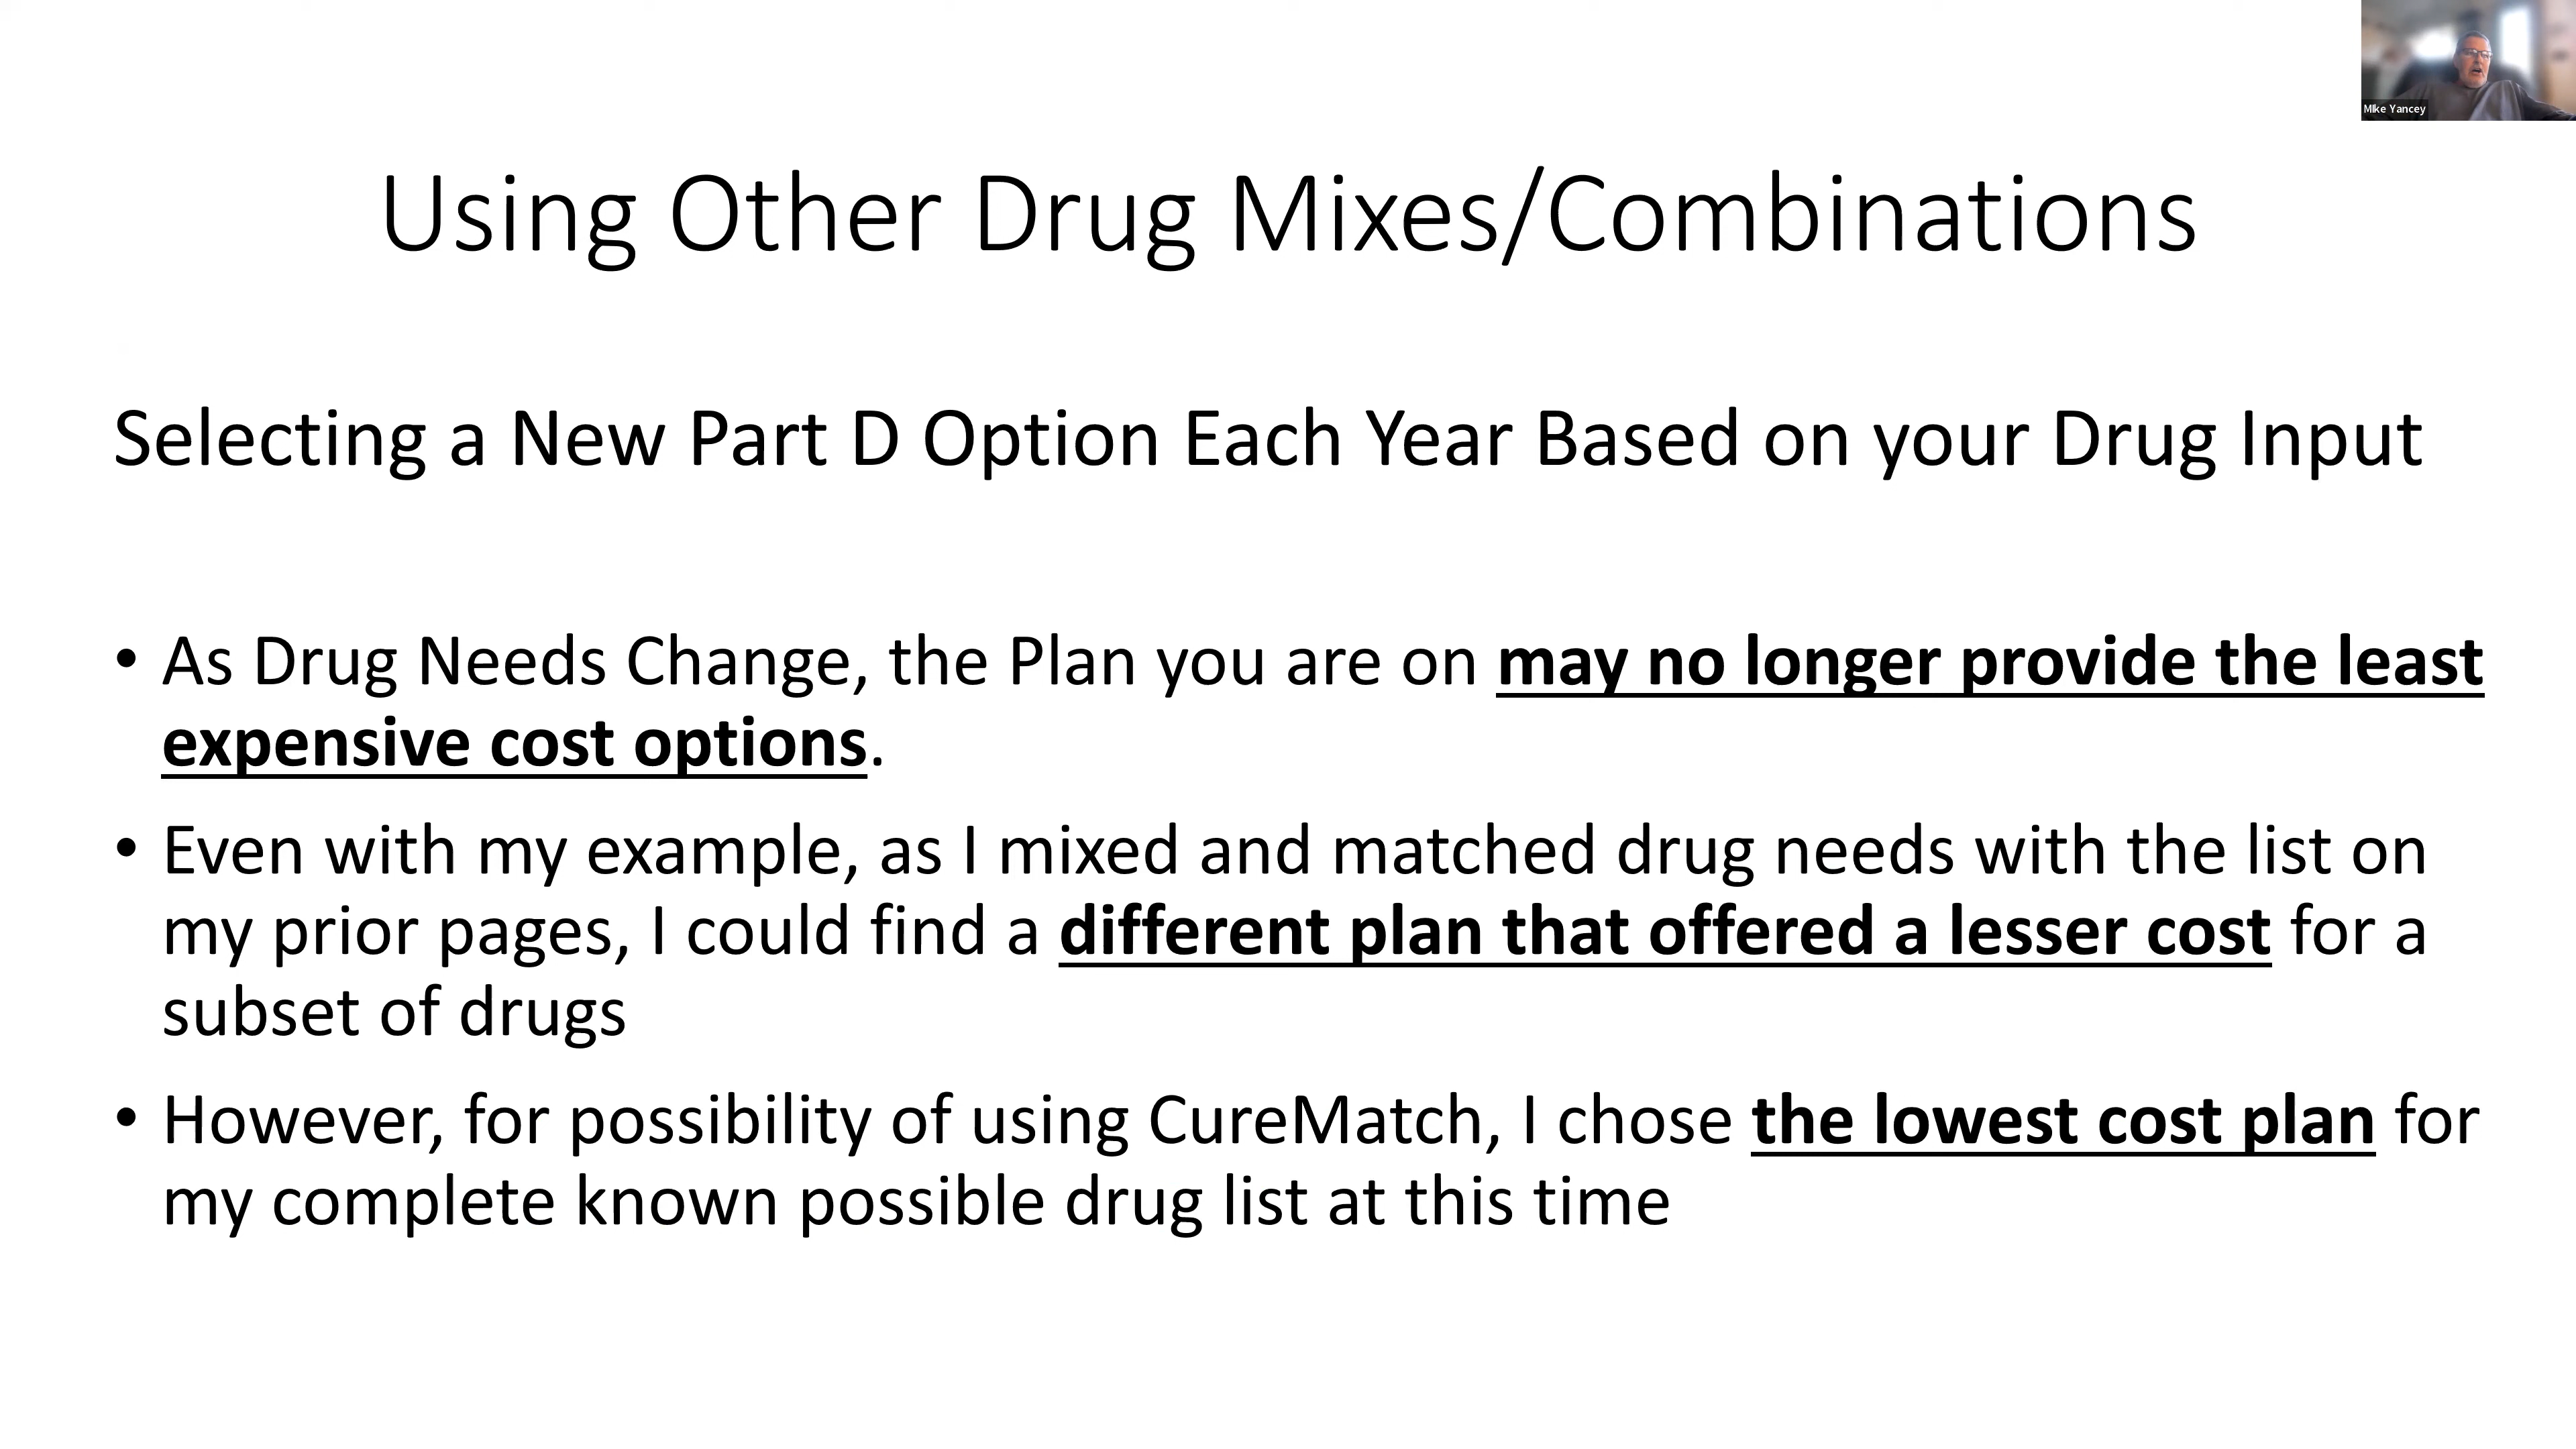 MIke Yancey
Using Other Drug Mixes/Combinations
Selecting a New Part D Option Each Year Based on your Drug Input
• As Drug Needs Change, the Plan you are on may no longer provide the least
expensive cost options.
• Even with my example, as I mixed and matched drug needs with the list on
my prior pages, I could find a different plan that offered a lesser cost for a
subset of drugs
• However, for possibility of using CureMatch, I chose the lowest cost plan for
my complete known possible drug list at this time